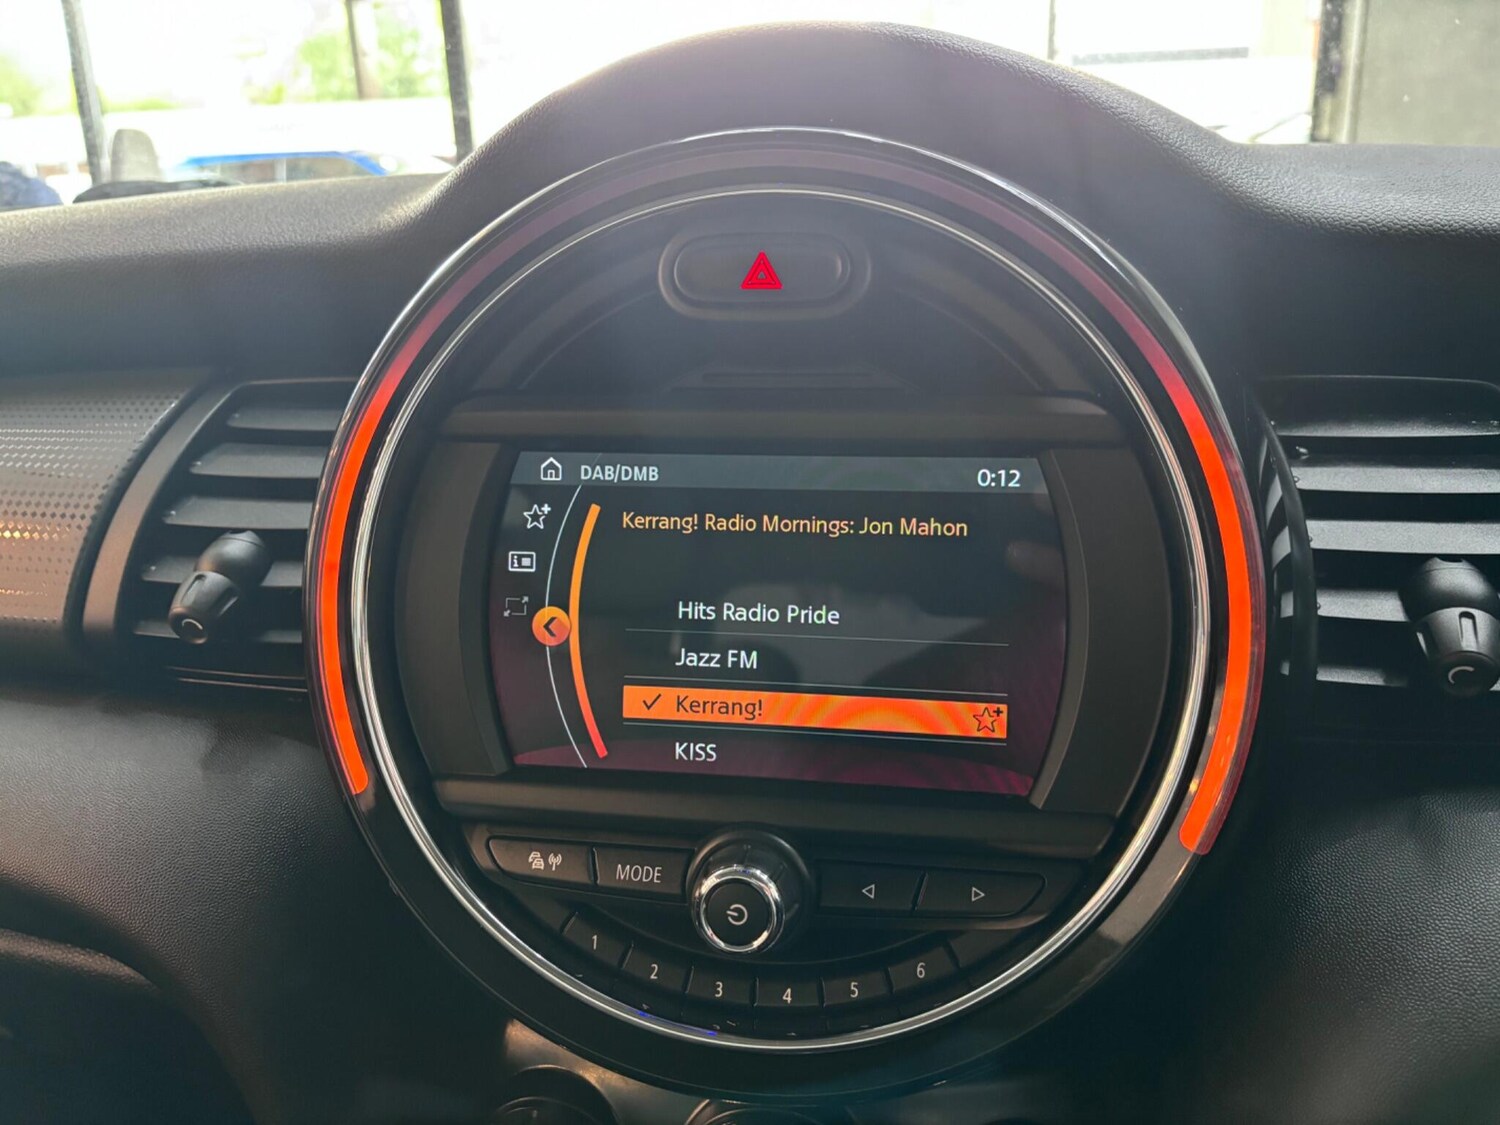 DAB/DMB 0:12
Kerrang! Radio Mornings: Jon Mahon
Hits Radio Pride
Jazz FM
Kerrang!
KISS
MODE
1 2 3 4 5 6